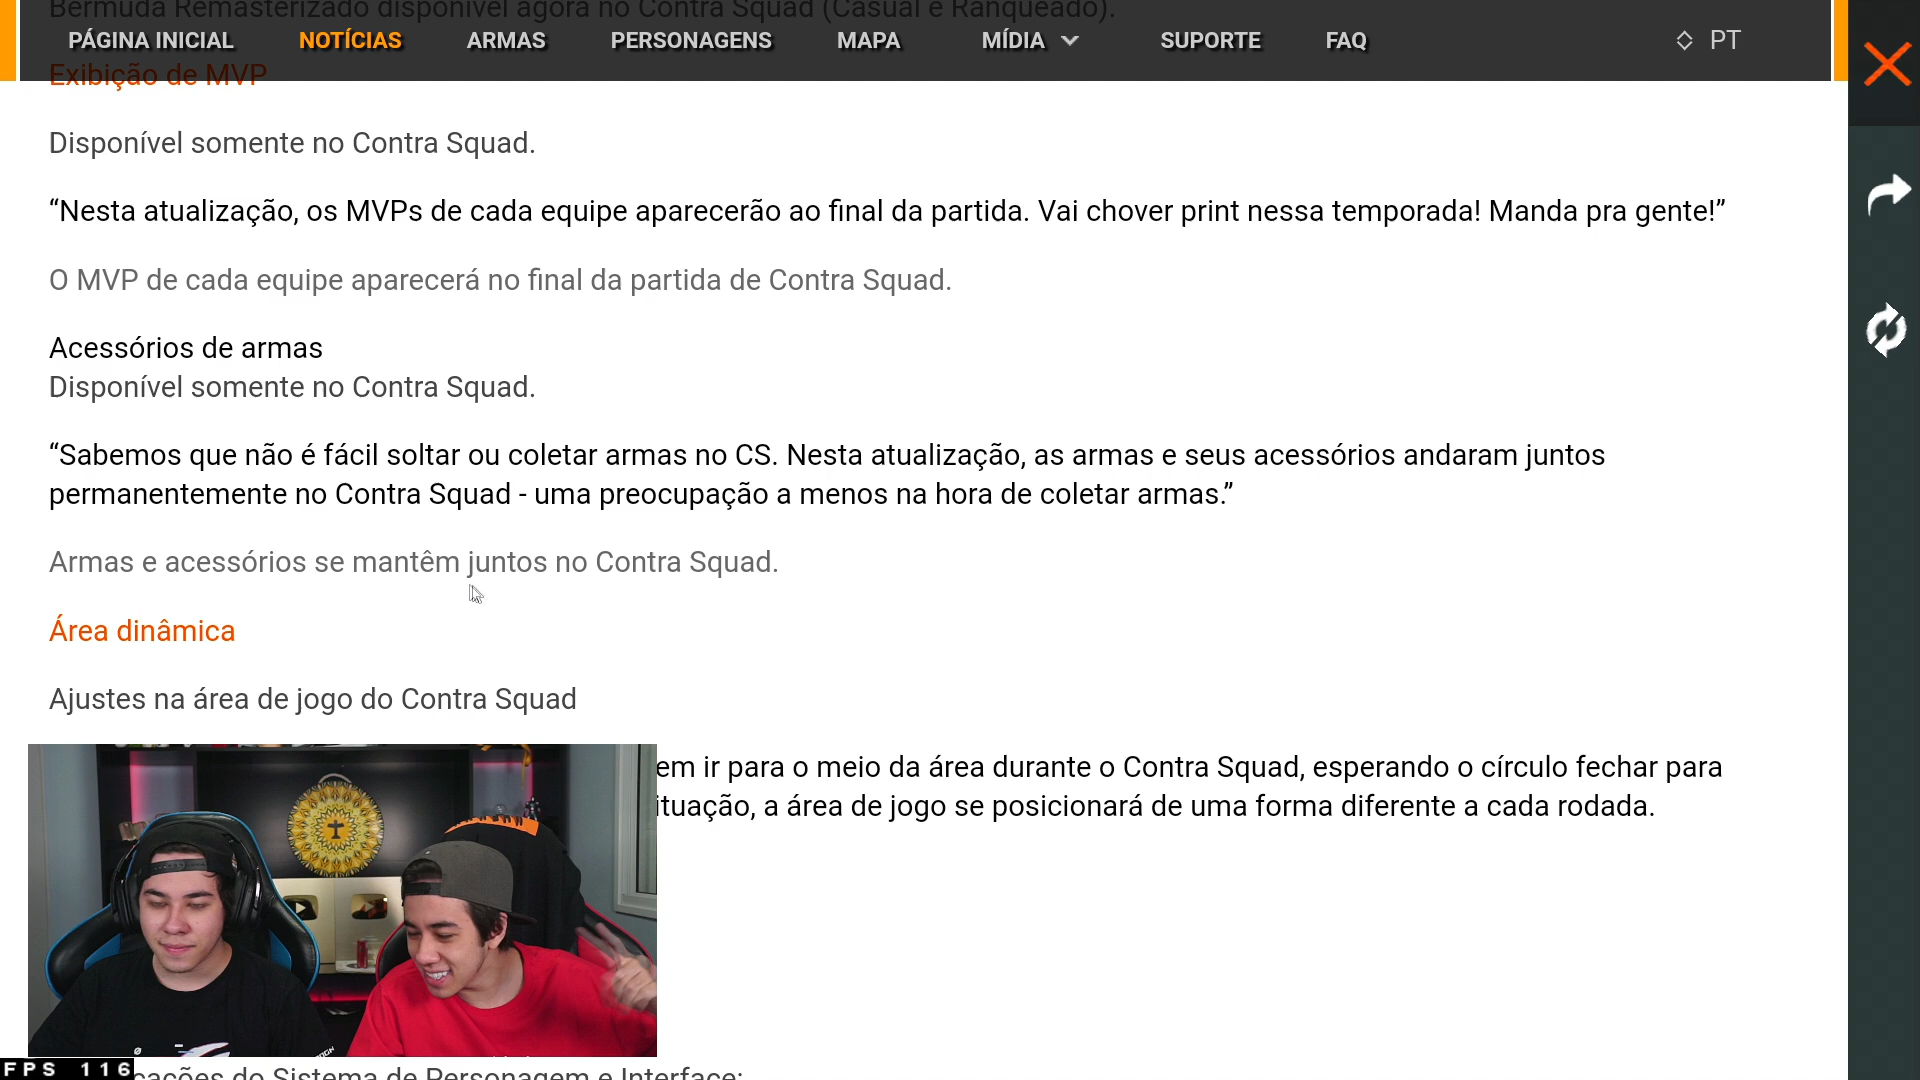 Bermuda Remasterizado disponível agora no Contra Squad (Casual e Ranqueado).
PÁGINA INICIAL NOTÍCIAS ARMAS PERSONAGENS MAPA MÍDIA SUPORTE FAQ PT
Exibição de MVP
Disponível somente no Contra Squad.
“Nesta atualização, os MVPs de cada equipe aparecerão ao final da partida. Vai chover print nessa temporada! Manda pra gente!”
O MVP de cada equipe aparecerá no final da partida de Contra Squad.
Acessórios de armas
Disponível somente no Contra Squad.
“Sabemos que não é fácil soltar ou coletar armas no CS. Nesta atualização, as armas e seus acessórios andaram juntos
permanentemente no Contra Squad - uma preocupação a menos na hora de coletar armas.”
Armas e acessórios se mantêm juntos no Contra Squad.
Área dinâmica
Ajustes na área de jogo do Contra Squad
em ir para o meio da área durante o Contra Squad, esperando o círculo fechar para
ituação, a área de jogo se posicionará de uma forma diferente a cada rodada.
FPS 116
cações do Sistema de Personagem e Interface: